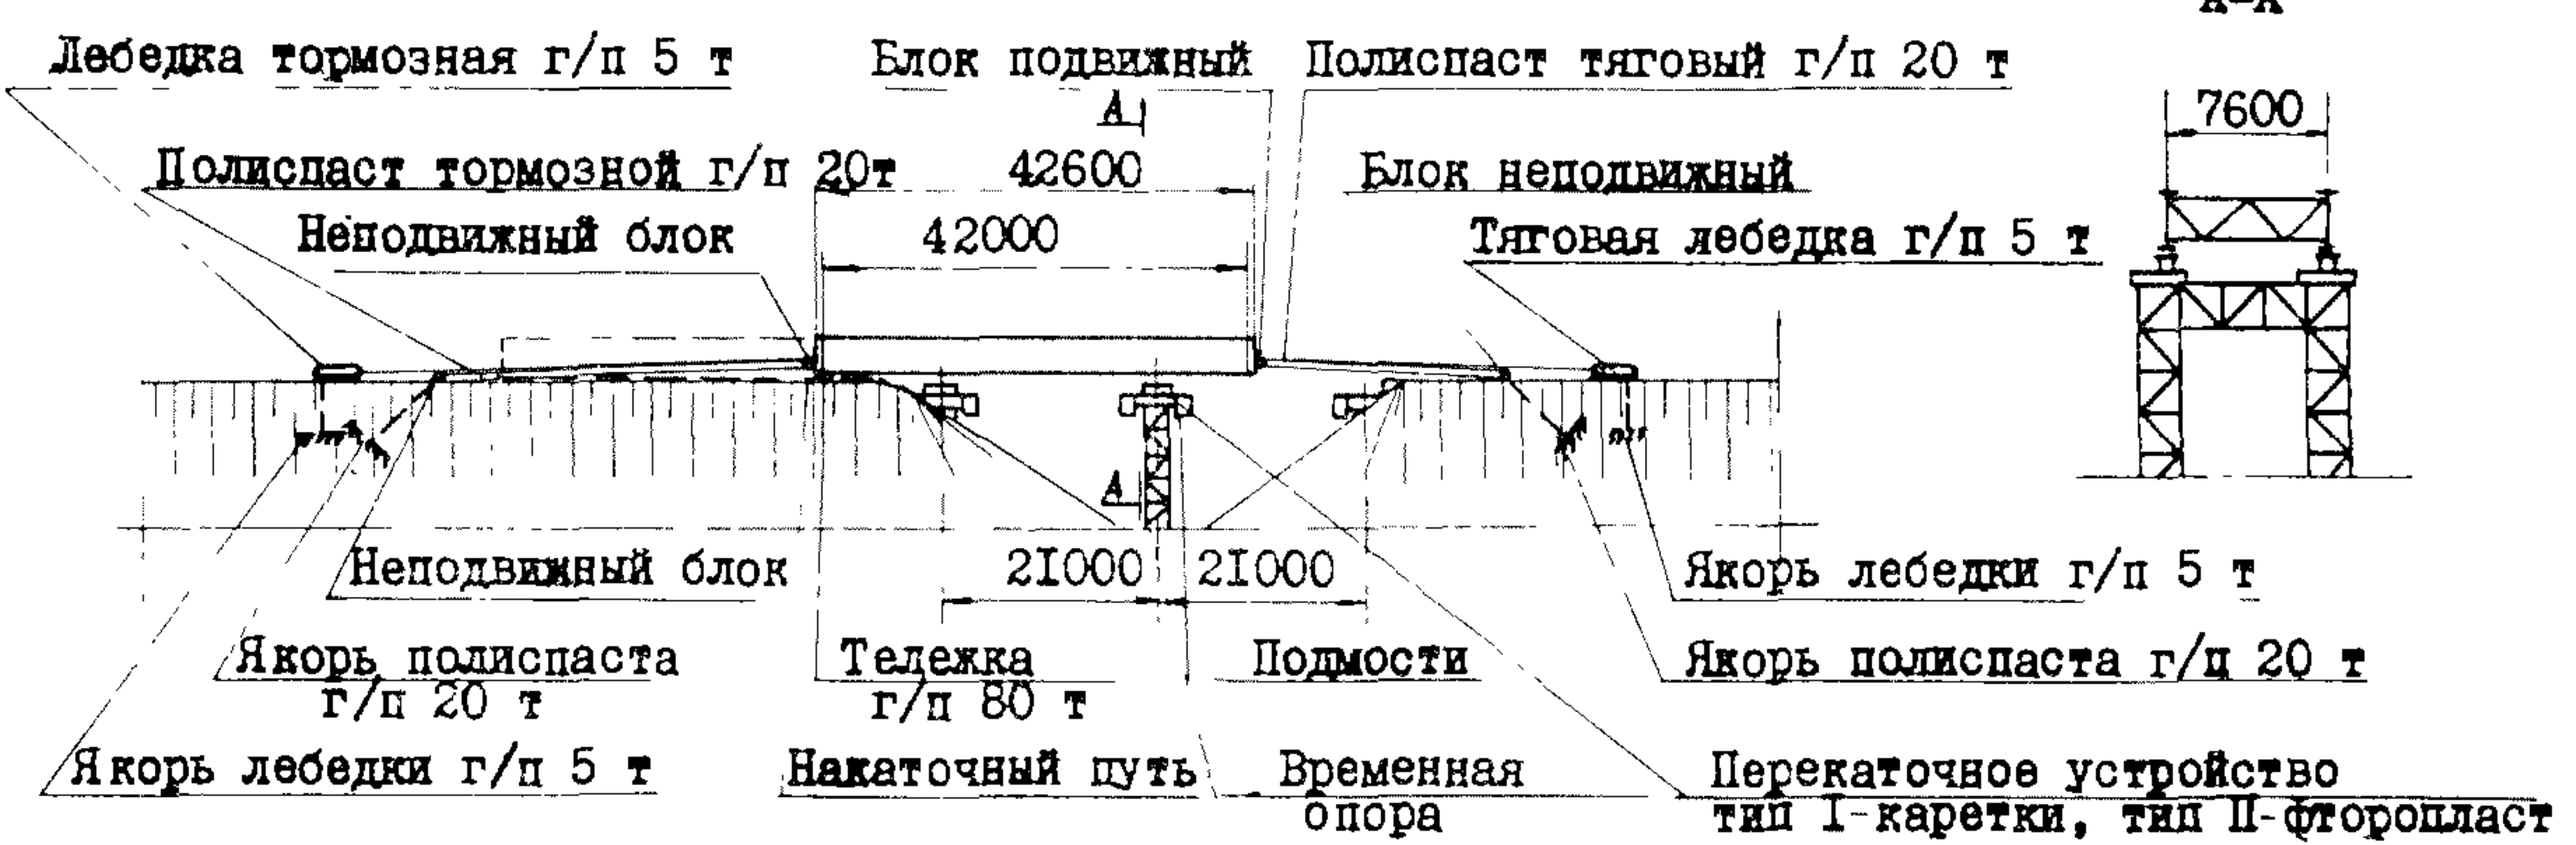 А-А
Лебедка тормозная г/п 5 т
Блок подвижный
Полиспаст тяговый г/п 20 т
А
7600
Полиспаст тормозной г/п 20т
42600
Блок неподвижный
Неподвижный блок
42000
Тяговая лебедка г/п 5 т
А
Неподвижный блок
21000
21000
Якорь лебедки г/п 5 т
Якорь полиспаста
г/п 20 т
Тележка
г/п 80 т
Подмости
Якорь полиспаста г/п 20 т
Якорь лебедки г/п 5 т
Накаточный путь
Временная
опора
Перекаточное устройство
тип I-каретки, тип II-фторопласт